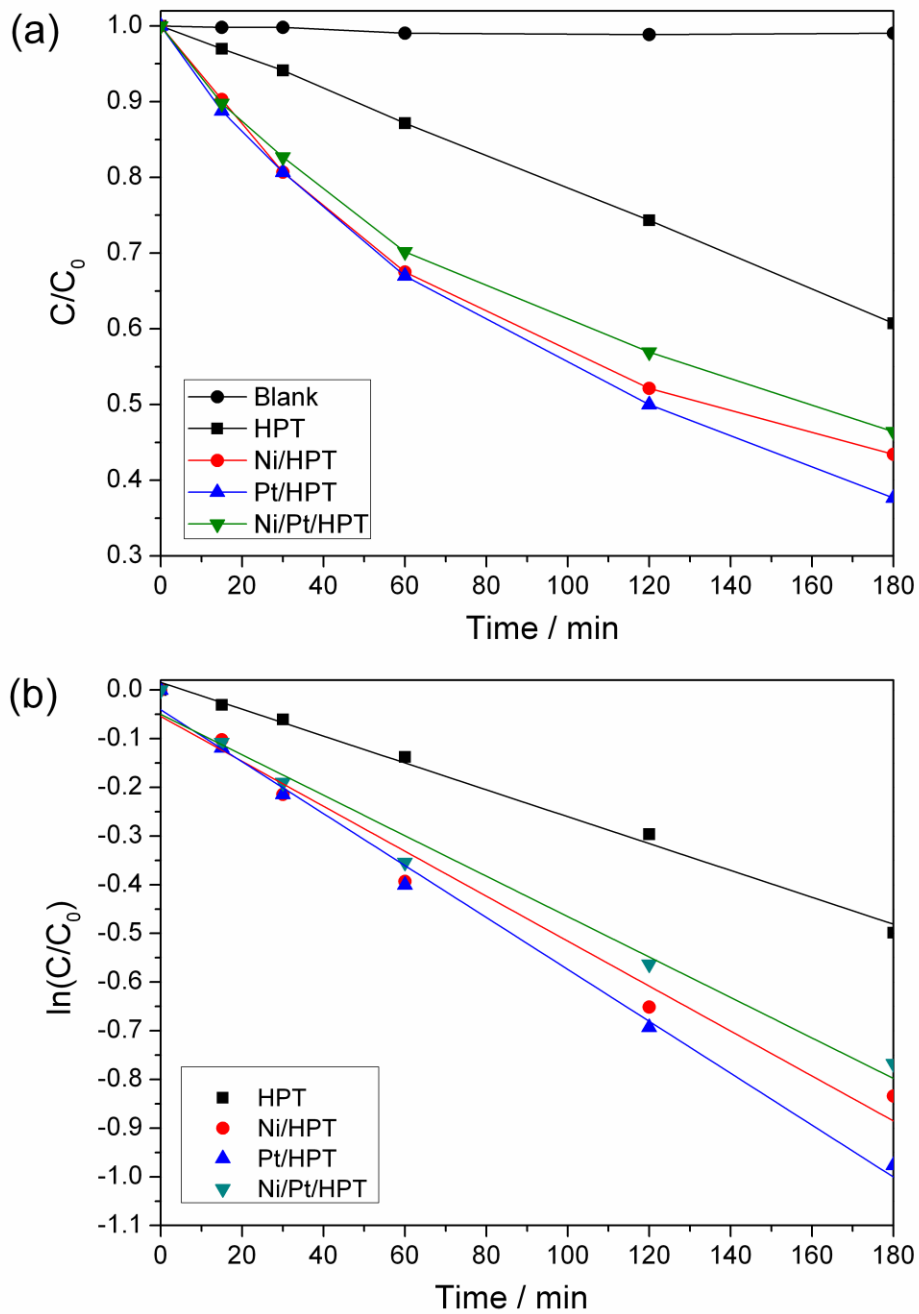 (a)
1.0
0.9
0.8
0.7
0.6
0.5
0.4
0.3
C/C0
Blank
HPT
Ni/HPT
Pt/HPT
Ni/Pt/HPT
0 20 40 60 80 100 120 140 160 180
Time / min
(b)
0.0
-0.1
-0.2
-0.3
-0.4
-0.5
-0.6
-0.7
-0.8
-0.9
-1.0
-1.1
ln(C/C0)
HPT
Ni/HPT
Pt/HPT
Ni/Pt/HPT
0 20 40 60 80 100 120 140 160 180
Time / min